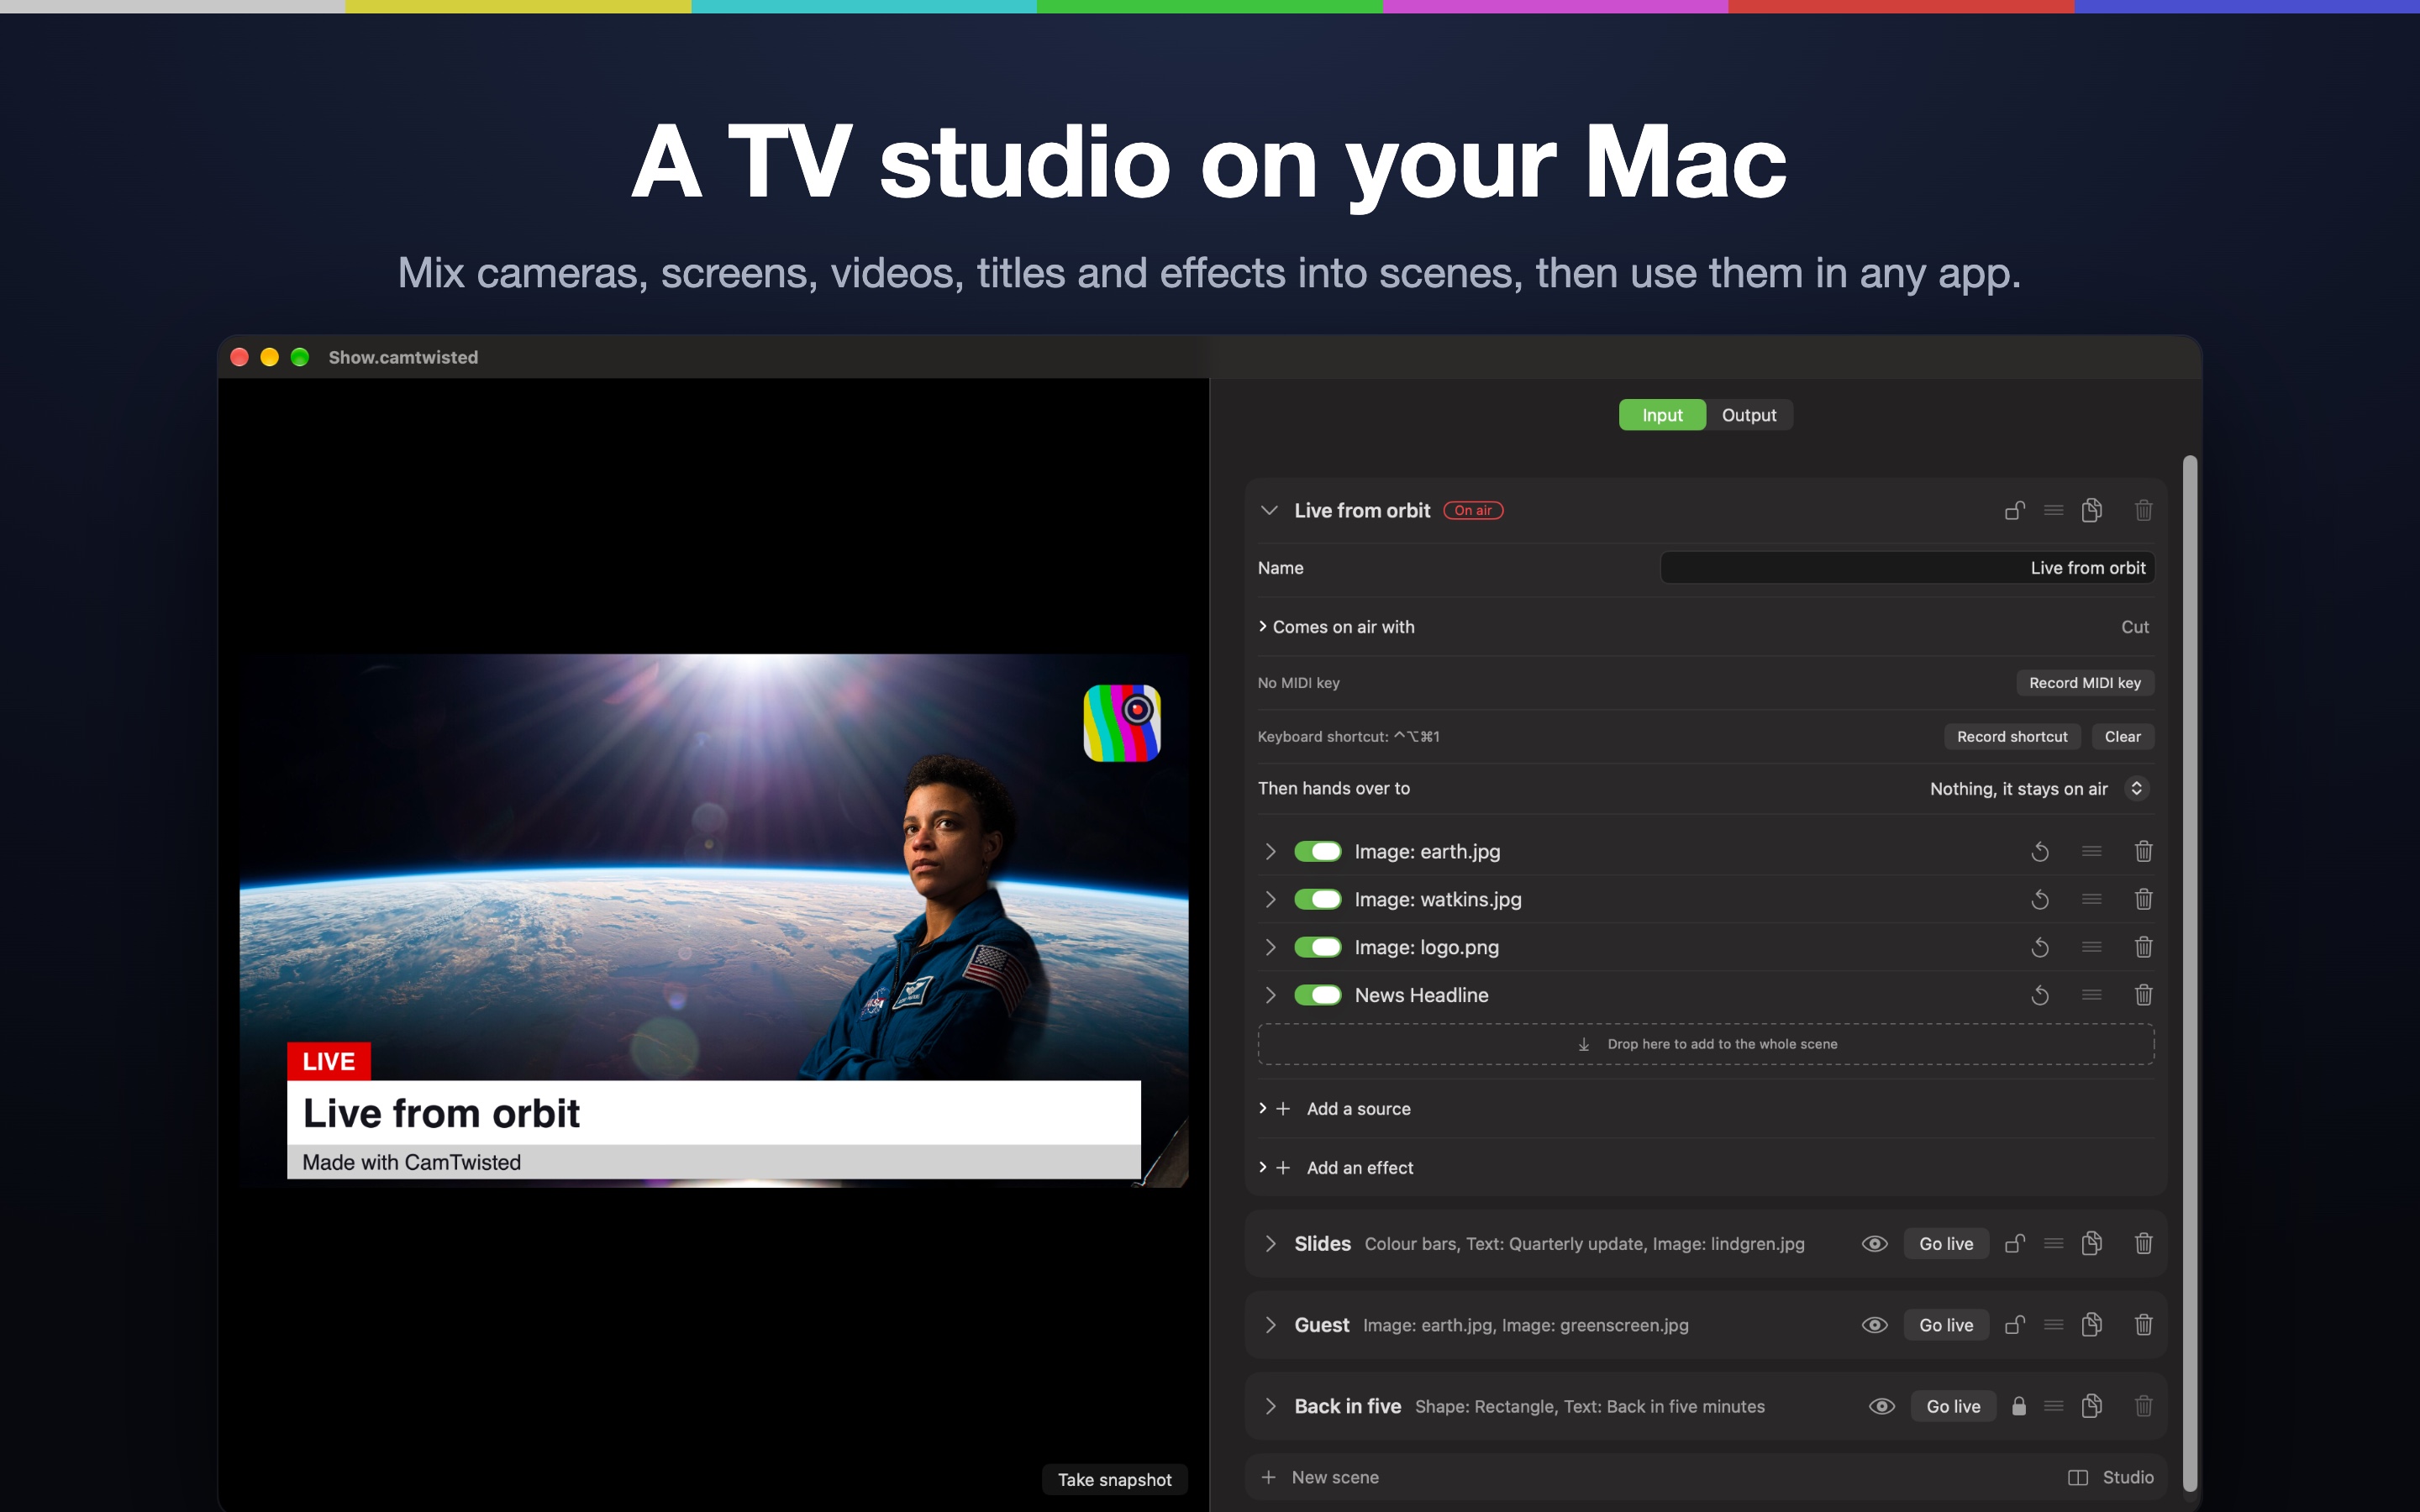 A TV studio on your Mac
Mix cameras, screens, videos, titles and effects into scenes, then use them in any app.
Show.camtwisted
LIVE
Live from orbit
Made with CamTwisted
Take snapshot
Input Output
Live from orbit On air
Name Live from orbit
Comes on air with Cut
No MIDI key Record MIDI key
Keyboard shortcut: ^⌥⌘1 Record shortcut Clear
Then hands over to Nothing, it stays on air
Image: earth.jpg
Image: watkins.jpg
Image: logo.png
News Headline
Drop here to add to the whole scene
Add a source
Add an effect
Slides Colour bars, Text: Quarterly update, Image: lindgren.jpg Go live
Guest Image: earth.jpg, Image: greenscreen.jpg Go live
Back in five Shape: Rectangle, Text: Back in five minutes Go live
New scene Studio